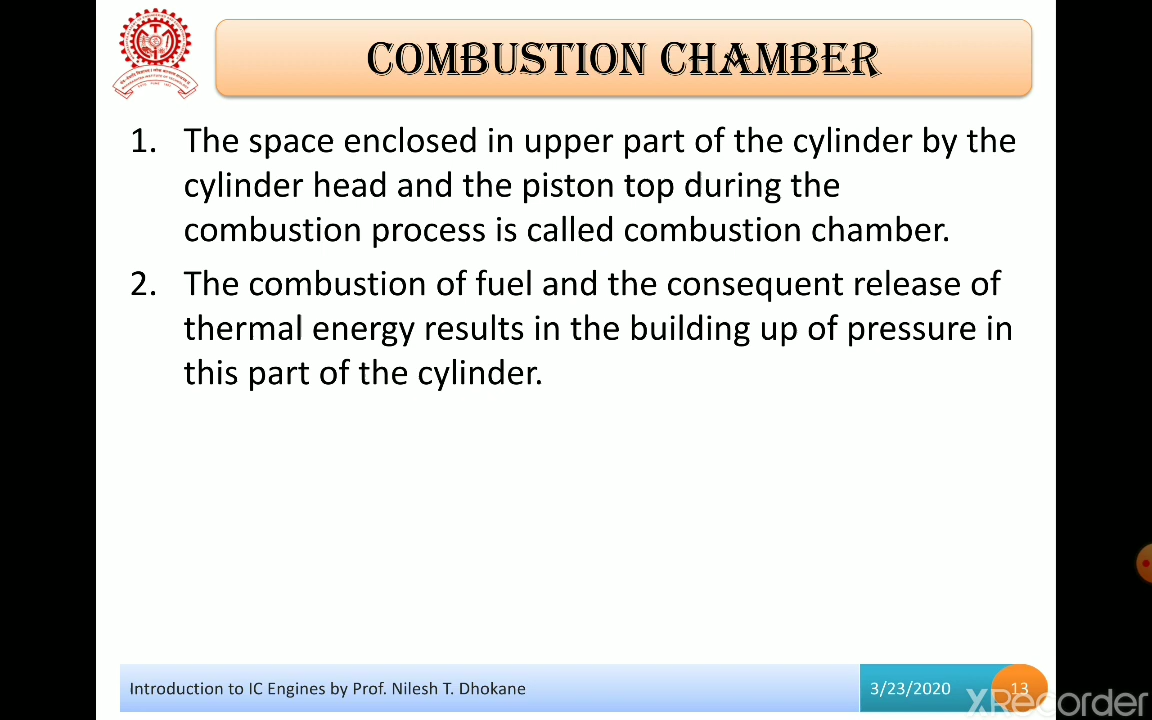 COMBUSTION CHAMBER
1. The space enclosed in upper part of the cylinder by the
cylinder head and the piston top during the
combustion process is called combustion chamber.
2. The combustion of fuel and the consequent release of
thermal energy results in the building up of pressure in
this part of the cylinder.
Introduction to IC Engines by Prof. Nilesh T. Dhokane
3/23/2020
13
XRecorder